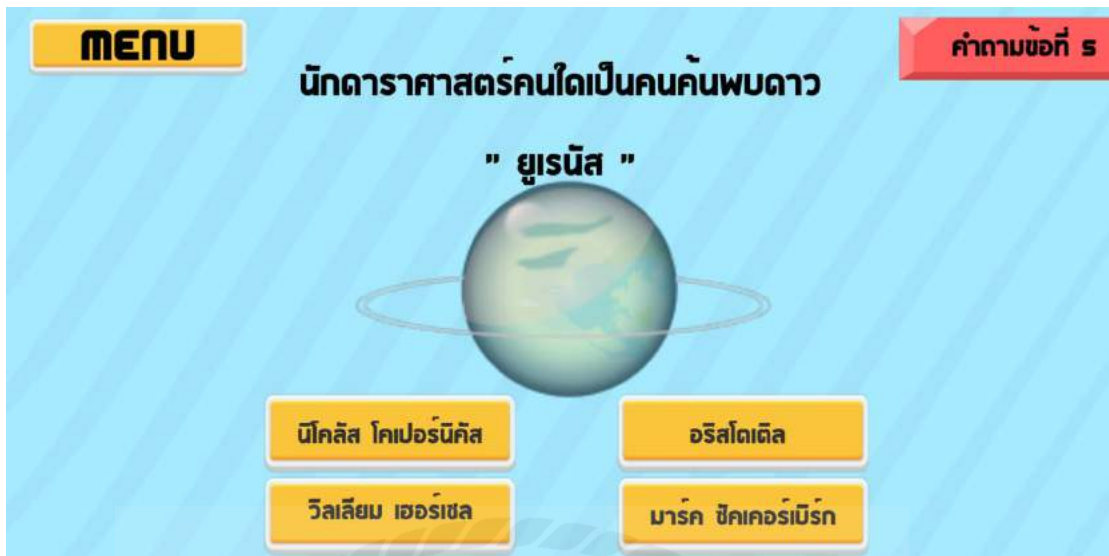 MENU
คำถามข้อที่ 5
นักดาราศาสตร์คนใดเป็นคนค้นพบดาว
" ยูเรนัส "
นิโคลัส โคเปอร์นิคัส
อริสโตเติล
วิลเลียม เฮอร์เชล
มาร์ค ซัคเคอร์เบิร์ก